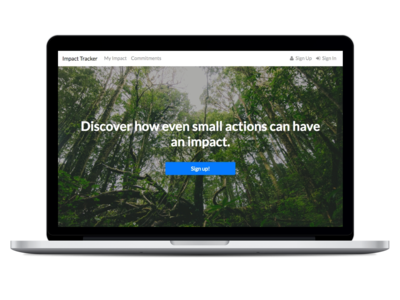 Impact Tracker My Impact Commitments Sign Up Sign In
Discover how even small actions can have
an impact.
Sign up!